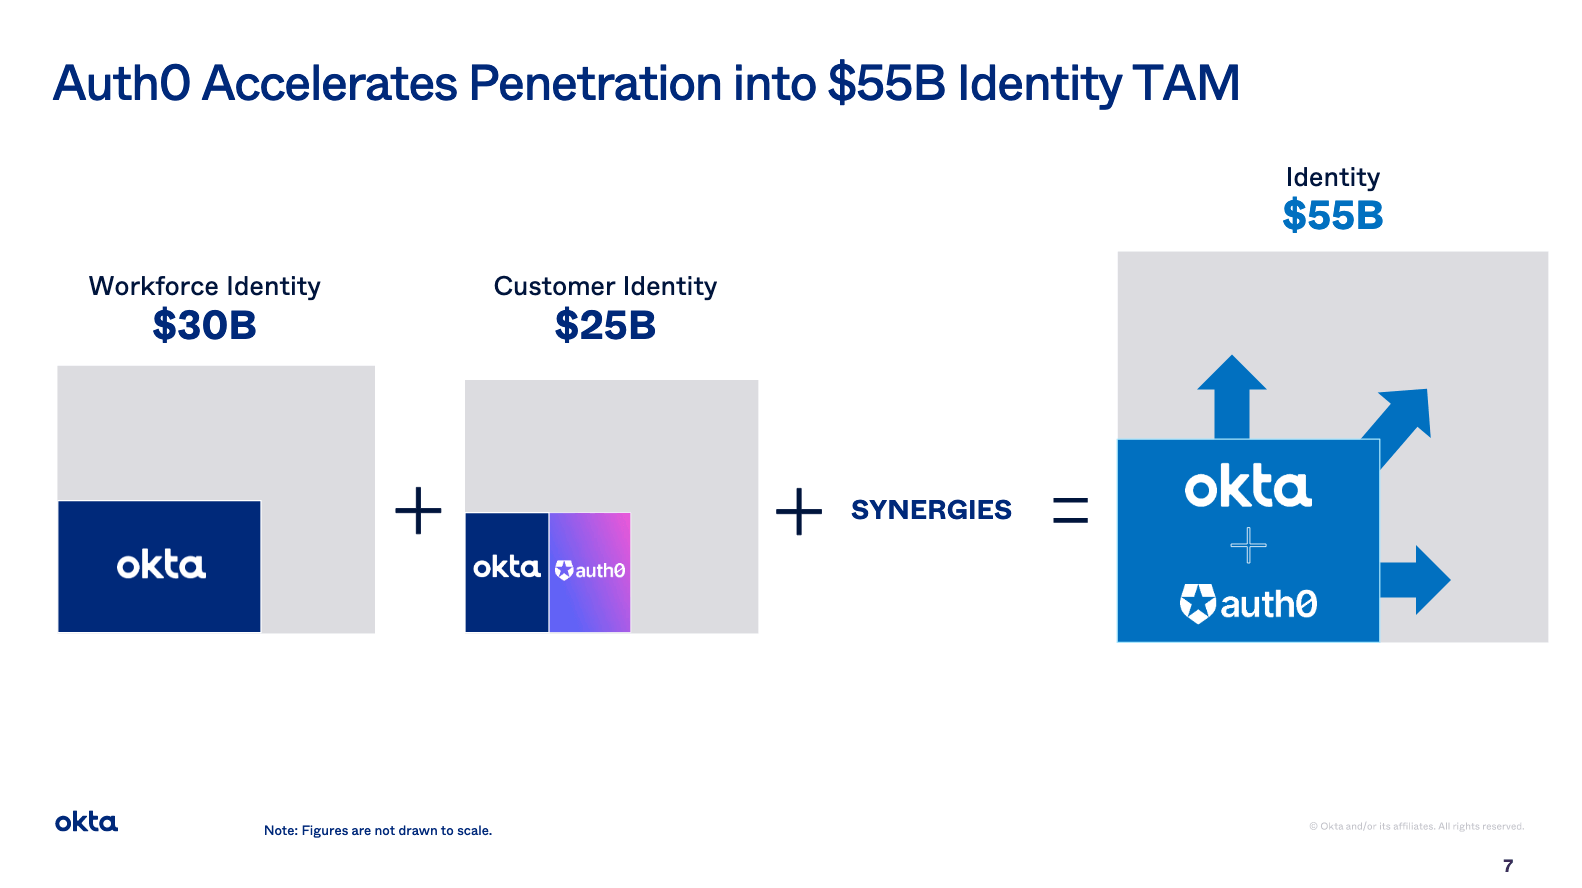 Auth0 Accelerates Penetration into $55B Identity TAM
Identity
$55B
Workforce Identity
$30B
Customer Identity
$25B
okta
+
okta
auth0
+
SYNERGIES
=
okta
+
auth0
okta
Note: Figures are not drawn to scale.
© Okta and/or its affiliates. All rights reserved.
7